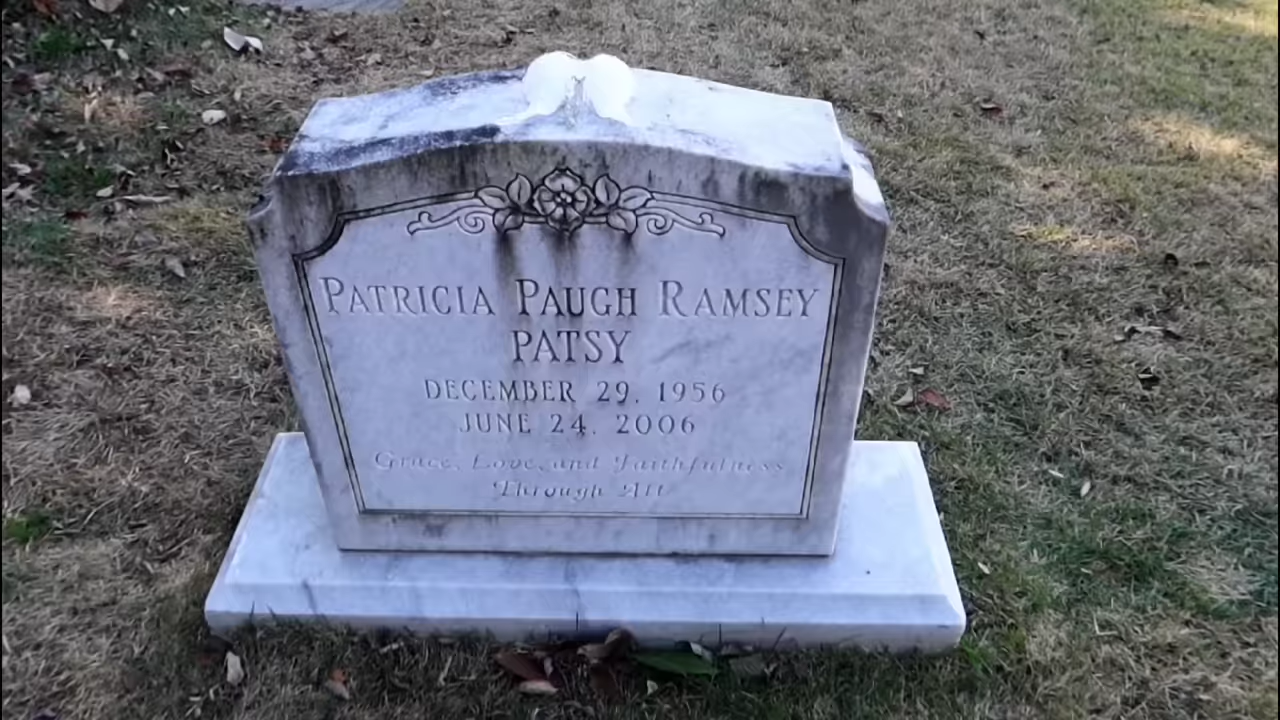 PATRICIA PAUGH RAMSEY
PATSY
DECEMBER 29, 1956
JUNE 24, 2006
Grace, Love, and Faithfulness
Through All